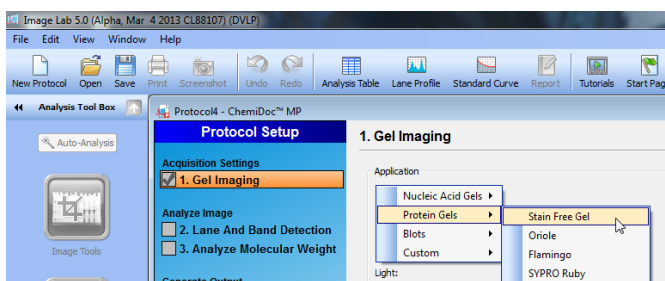 Image Lab 5.0 (Alpha, Mar 4 2013 CL88107) (DVLP)
File Edit View Window Help
New Protocol Open Save Print Screenshot Undo Redo Analysis Table Lane Profile Standard Curve Report Tutorials Start Pag
Analysis Tool Box
Protocol4 - ChemiDoc™ MP
Auto-Analysis
Image Tools
Protocol Setup
Acquisition Settings
1. Gel Imaging
Analyze Image
2. Lane And Band Detection
3. Analyze Molecular Weight
Generate Output
1. Gel Imaging
Application
Nucleic Acid Gels
Protein Gels
Blots
Custom
Light:
Stain Free Gel
Oriole
Flamingo
SYPRO Ruby